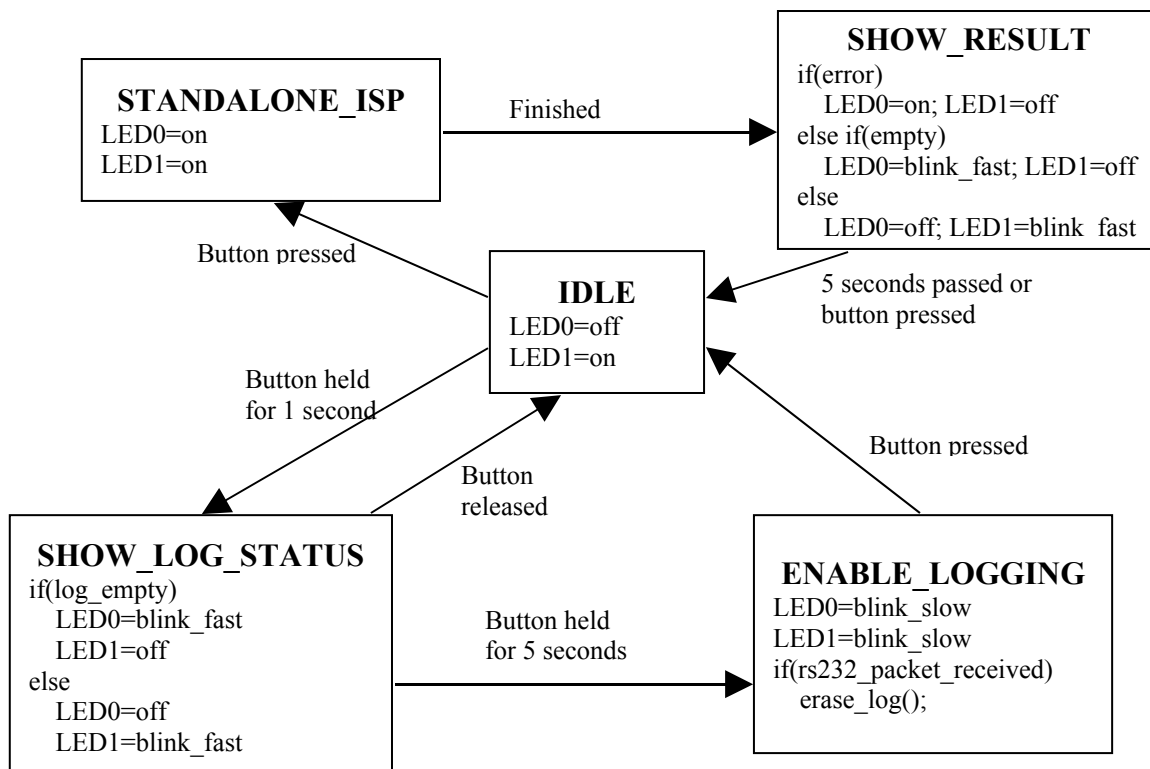 STANDALONE_ISP
LED0=on
LED1=on
Finished
SHOW_RESULT
if(error)
LED0=on; LED1=off
else if(empty)
LED0=blink_fast; LED1=off
else
LED0=off; LED1=blink_fast
Button pressed
5 seconds passed or
button pressed
IDLE
LED0=off
LED1=on
Button held
for 1 second
Button
released
Button pressed
SHOW_LOG_STATUS
if(log_empty)
LED0=blink_fast
LED1=off
else
LED0=off
LED1=blink_fast
Button held
for 5 seconds
ENABLE_LOGGING
LED0=blink_slow
LED1=blink_slow
if(rs232_packet_received)
erase_log();